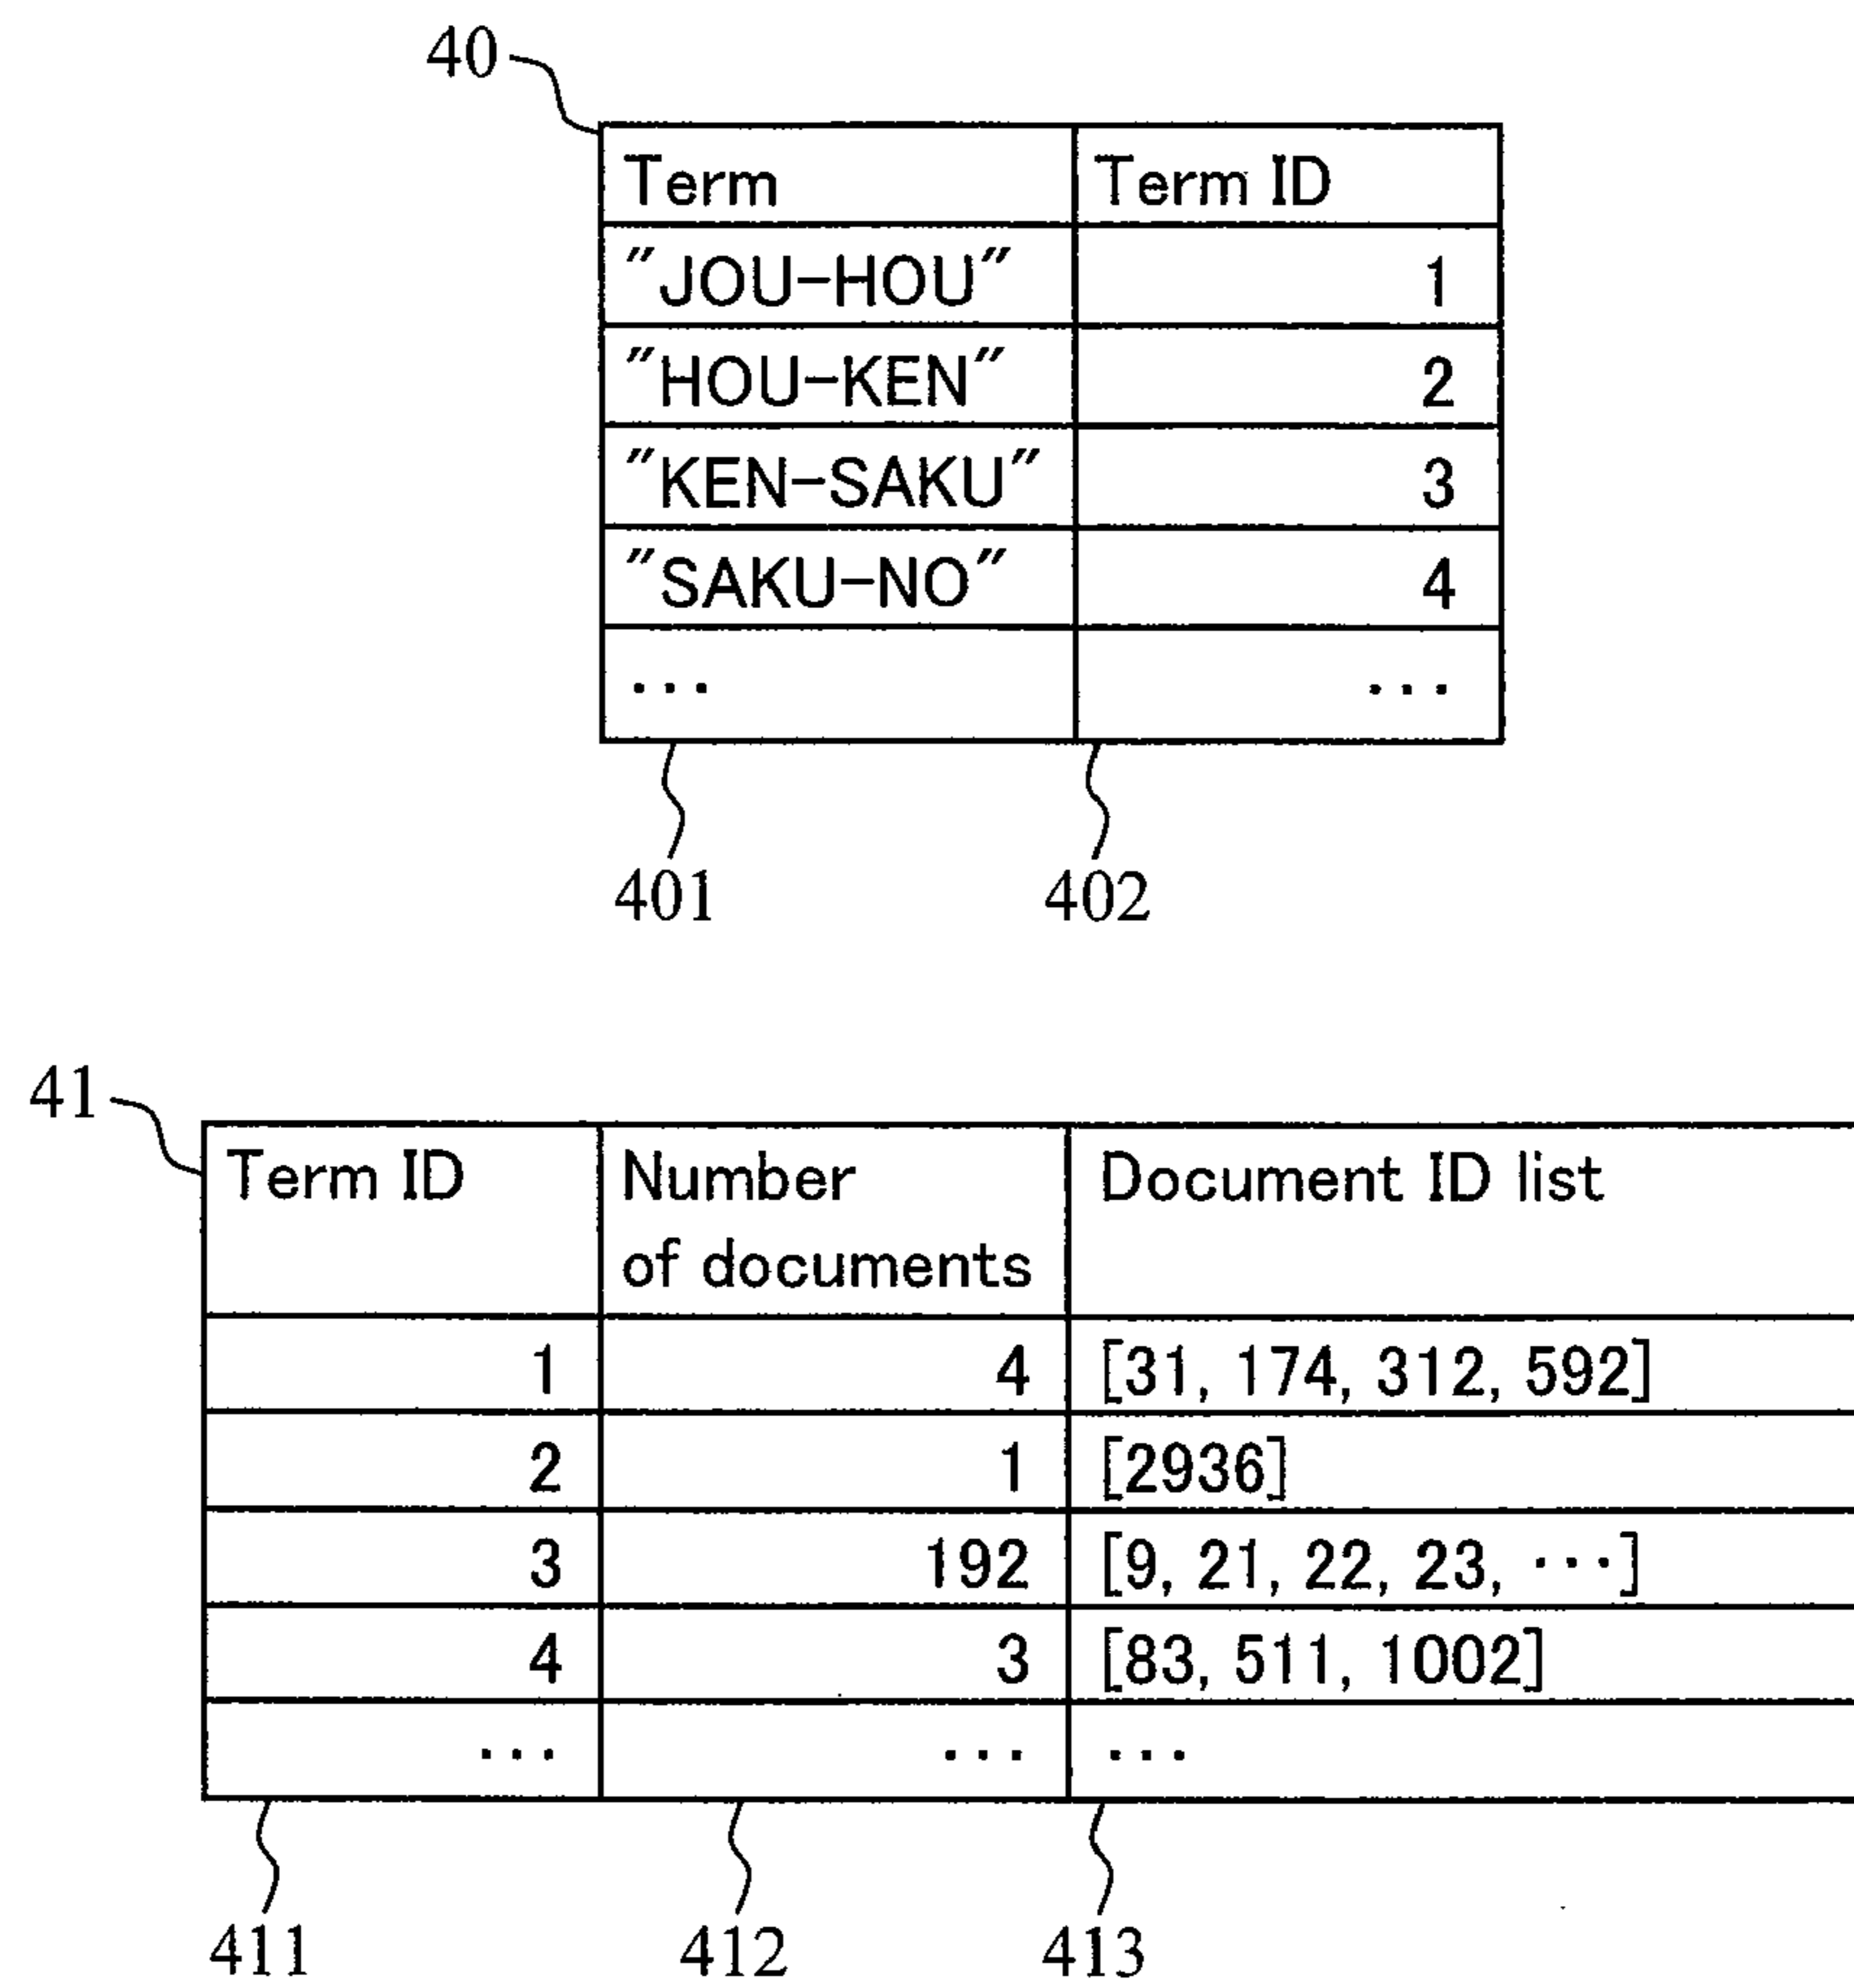 40
Term Term ID
"JOU-HOU" 1
"HOU-KEN" 2
"KEN-SAKU" 3
"SAKU-NO" 4
... ...
401 402
41
Term ID Number of documents Document ID list
1 4 [31, 174, 312, 592]
2 1 [2936]
3 192 [9, 21, 22, 23, ...]
4 3 [83, 511, 1002]
... ... ...
411 412 413